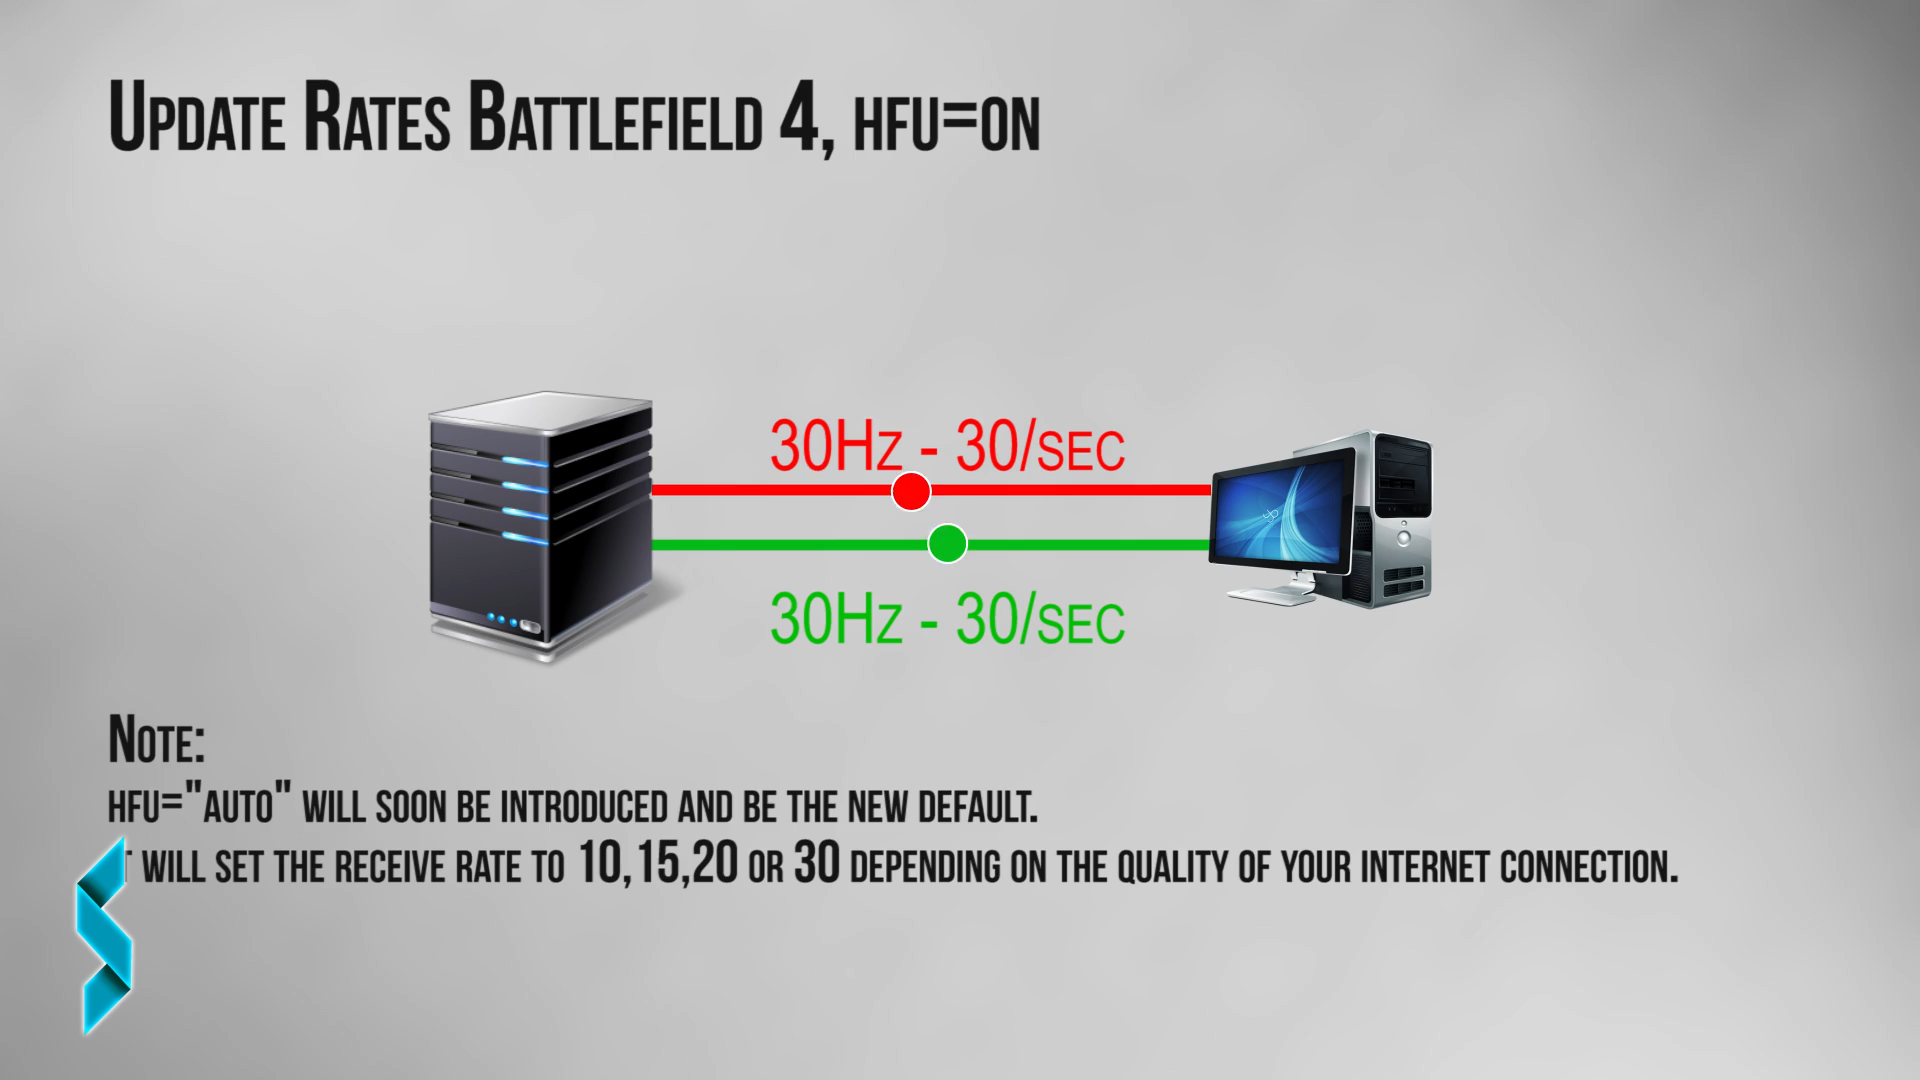 Update Rates Battlefield 4, HFU=ON
30Hz - 30/sec
30Hz - 30/sec
Note:
HFU="Auto" will soon be introduced and be the new default.
will set the receive rate to 10,15,20 or 30 depending on the quality of your internet connection.